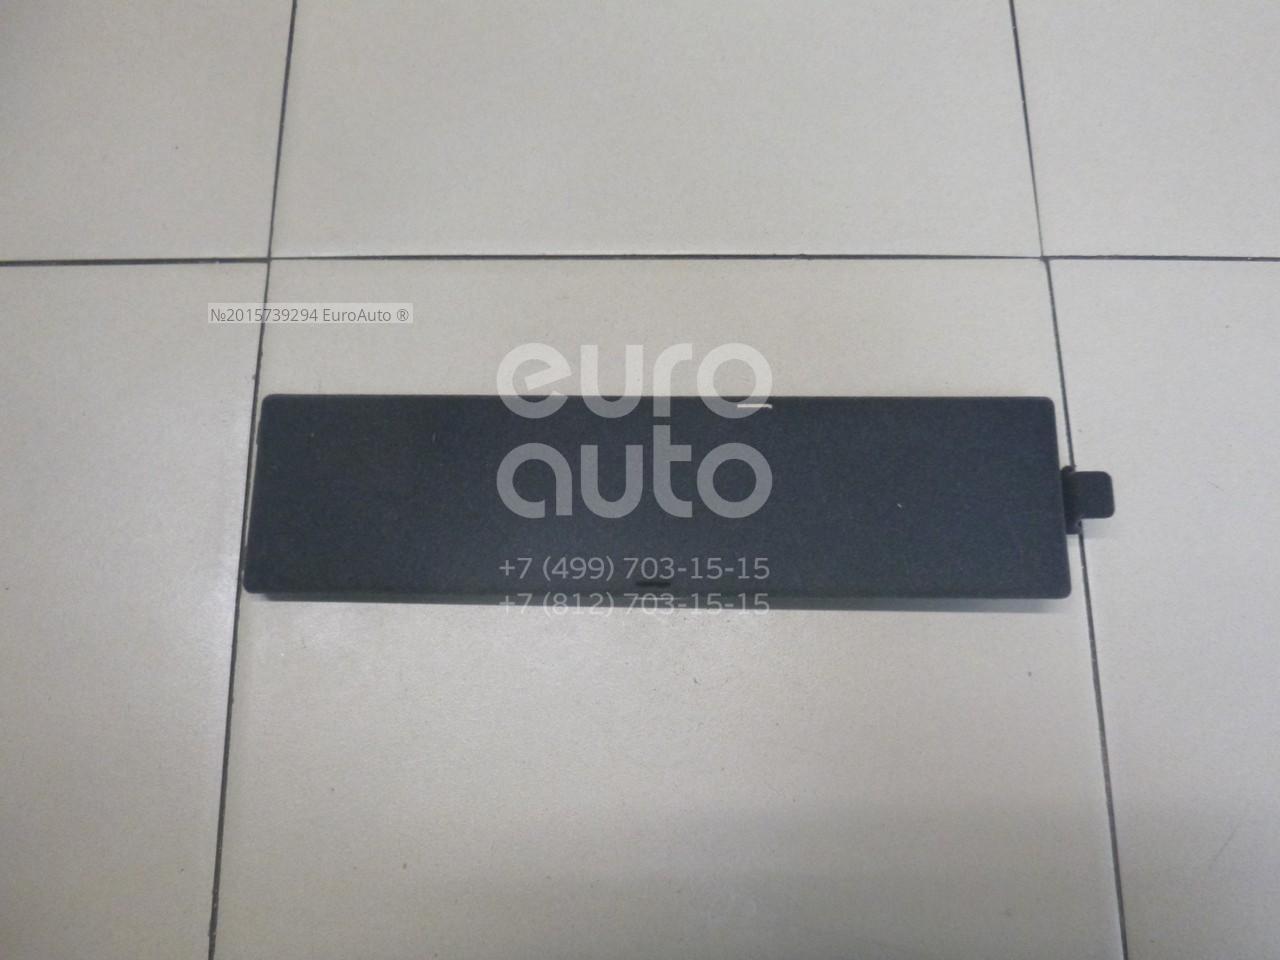 №2015739294 EuroAuto ®
euro
auto
+7 (499) 703-15-15
+7 (812) 703-15-15